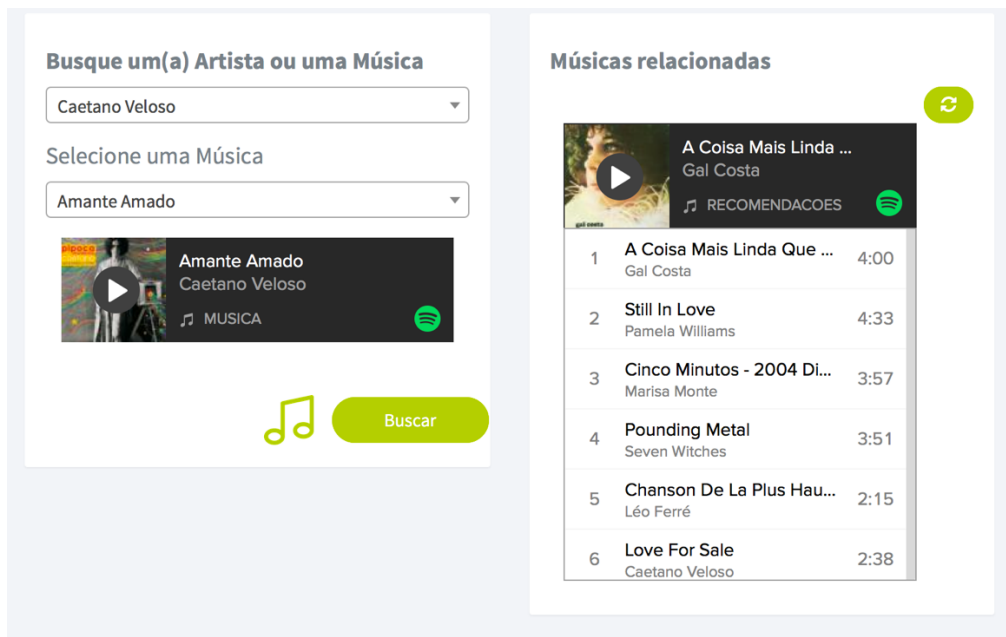 Busque um(a) Artista ou uma Música
Caetano Veloso
Selecione uma Música
Amante Amado
pipoca
caetano
Amante Amado
Caetano Veloso
MUSICA
Buscar
Músicas relacionadas
gal costa
A Coisa Mais Linda ...
Gal Costa
RECOMENDACOES
1 A Coisa Mais Linda Que ... 4:00
Gal Costa
2 Still In Love 4:33
Pamela Williams
3 Cinco Minutos - 2004 Di... 3:57
Marisa Monte
4 Pounding Metal 3:51
Seven Witches
5 Chanson De La Plus Hau... 2:15
Léo Ferré
6 Love For Sale 2:38
Caetano Veloso